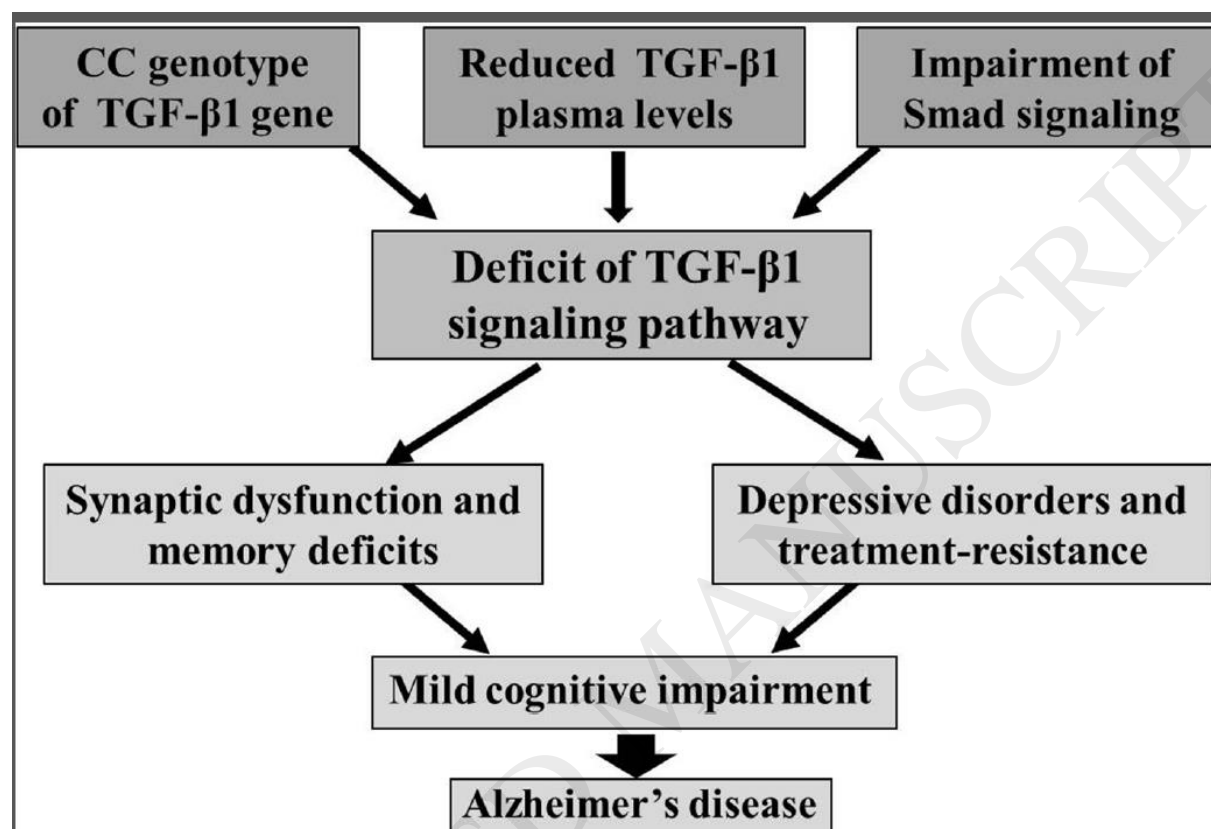 CC genotype
of TGF-β1 gene
Reduced TGF-β1
plasma levels
Impairment of
Smad signaling
Deficit of TGF-β1
signaling pathway
Synaptic dysfunction and
memory deficits
Depressive disorders and
treatment-resistance
Mild cognitive impairment
Alzheimer's disease
MANUSCRIPT